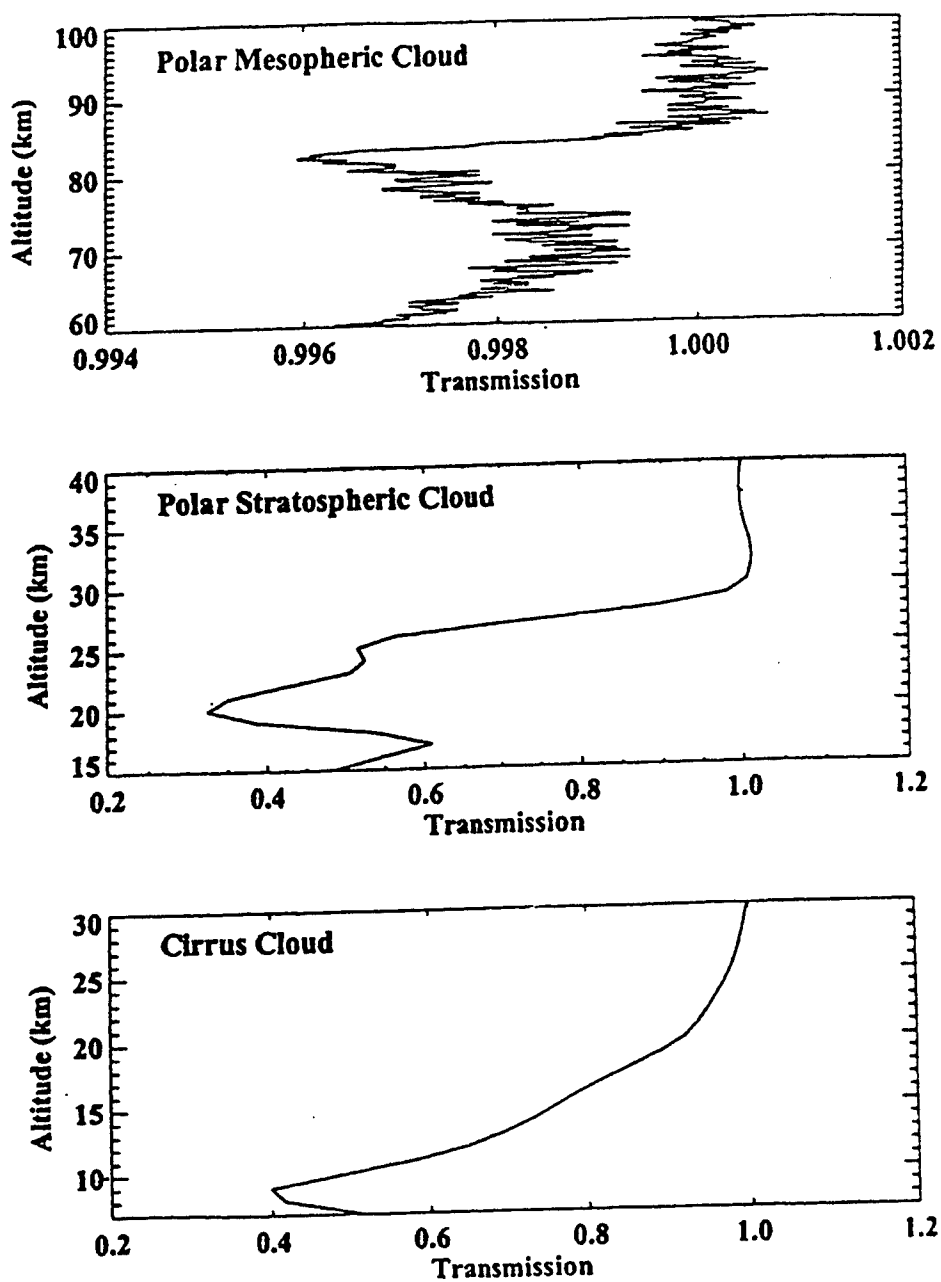 Polar Mesopheric Cloud
Altitude (km)
100
90
80
70
60
0.994 0.996 0.998 1.000 1.002
Transmission
Polar Stratospheric Cloud
Altitude (km)
40
35
30
25
20
15
0.2 0.4 0.6 0.8 1.0 1.2
Transmission
Cirrus Cloud
Altitude (km)
30
25
20
15
10
0.2 0.4 0.6 0.8 1.0 1.2
Transmission